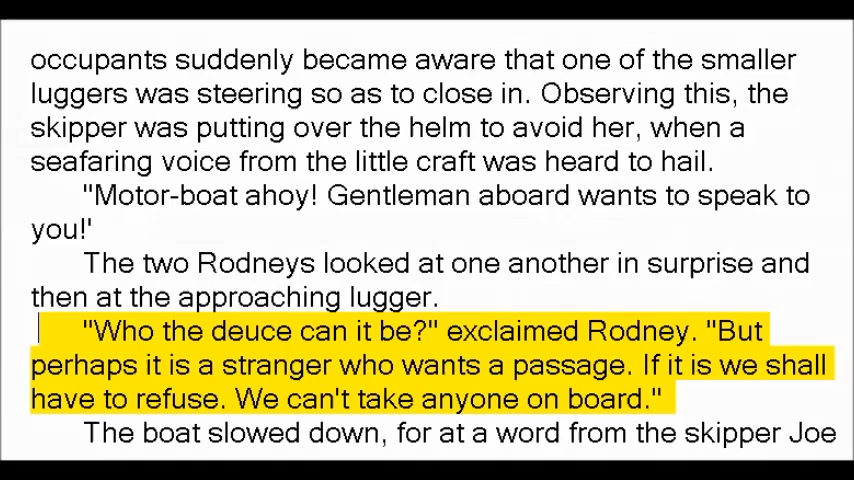 occupants suddenly became aware that one of the smaller
luggers was steering so as to close in. Observing this, the
skipper was putting over the helm to avoid her, when a
seafaring voice from the little craft was heard to hail.
"Motor-boat ahoy! Gentleman aboard wants to speak to
you!'
The two Rodneys looked at one another in surprise and
then at the approaching lugger.
"Who the deuce can it be?" exclaimed Rodney. "But
perhaps it is a stranger who wants a passage. If it is we shall
have to refuse. We can't take anyone on board."
The boat slowed down, for at a word from the skipper Joe